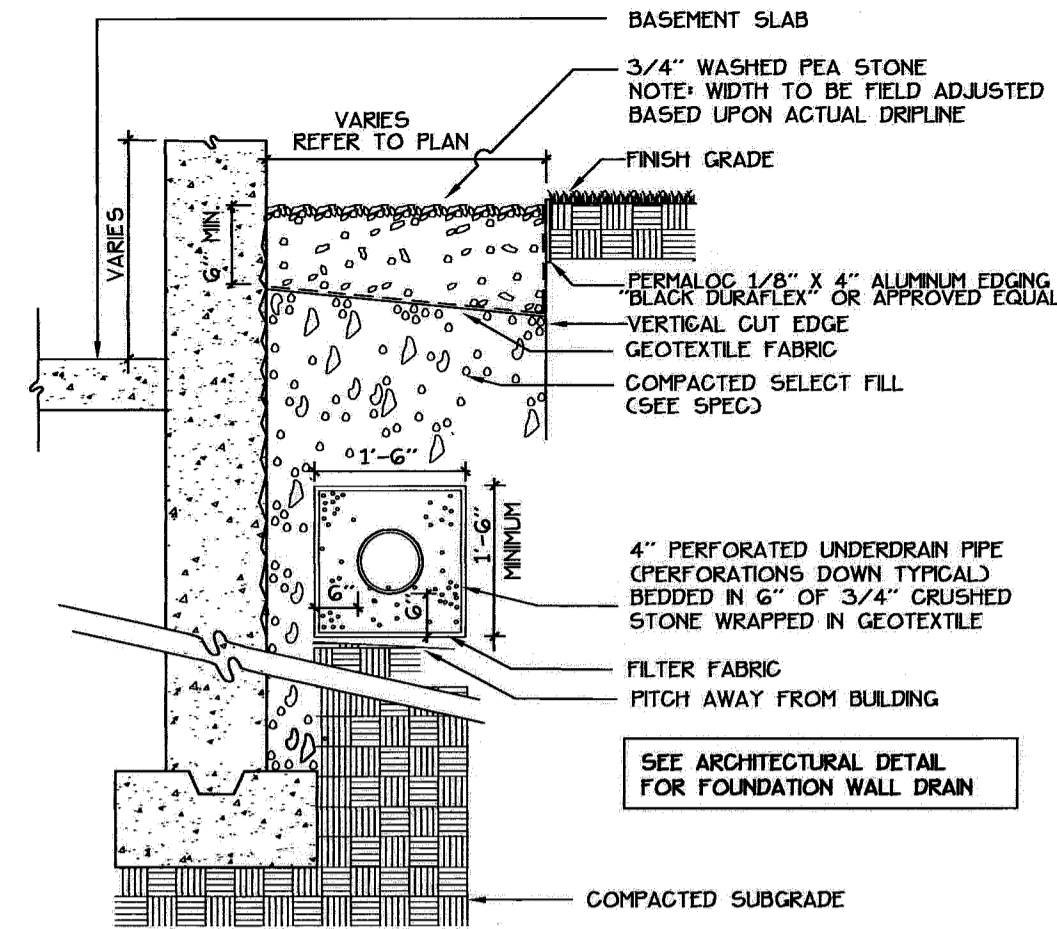 BASEMENT SLAB
3/4" WASHED PEA STONE
NOTE: WIDTH TO BE FIELD ADJUSTED
BASED UPON ACTUAL DRIPLINE
VARIES
REFER TO PLAN
FINISH GRADE
VARIES
6" MIN.
PERMALOC 1/8" X 4" ALUMINUM EDGING
"BLACK DURAFLEX" OR APPROVED EQUAL
VERTICAL CUT EDGE
GEOTEXTILE FABRIC
COMPACTED SELECT FILL
(SEE SPEC)
1'-6"
1'-6"
MINIMUM
6"
6"
4" PERFORATED UNDERDRAIN PIPE
(PERFORATIONS DOWN TYPICAL)
BEDDED IN 6" OF 3/4" CRUSHED
STONE WRAPPED IN GEOTEXTILE
FILTER FABRIC
PITCH AWAY FROM BUILDING
SEE ARCHITECTURAL DETAIL
FOR FOUNDATION WALL DRAIN
COMPACTED SUBGRADE